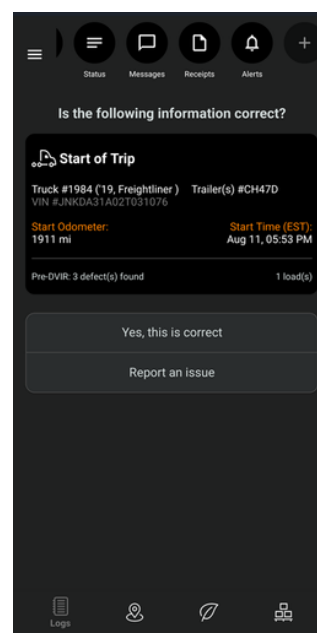 Status Messages Receipts Alerts
Is the following information correct?
Start of Trip
Truck #1984 ('19, Freightliner ) Trailer(s) #CH47D
VIN #JNKDA31A02T031076
Start Odometer: Start Time (EST):
1911 mi Aug 11, 05:53 PM
Pre-DVIR: 3 defect(s) found 1 load(s)
Yes, this is correct
Report an issue
Logs